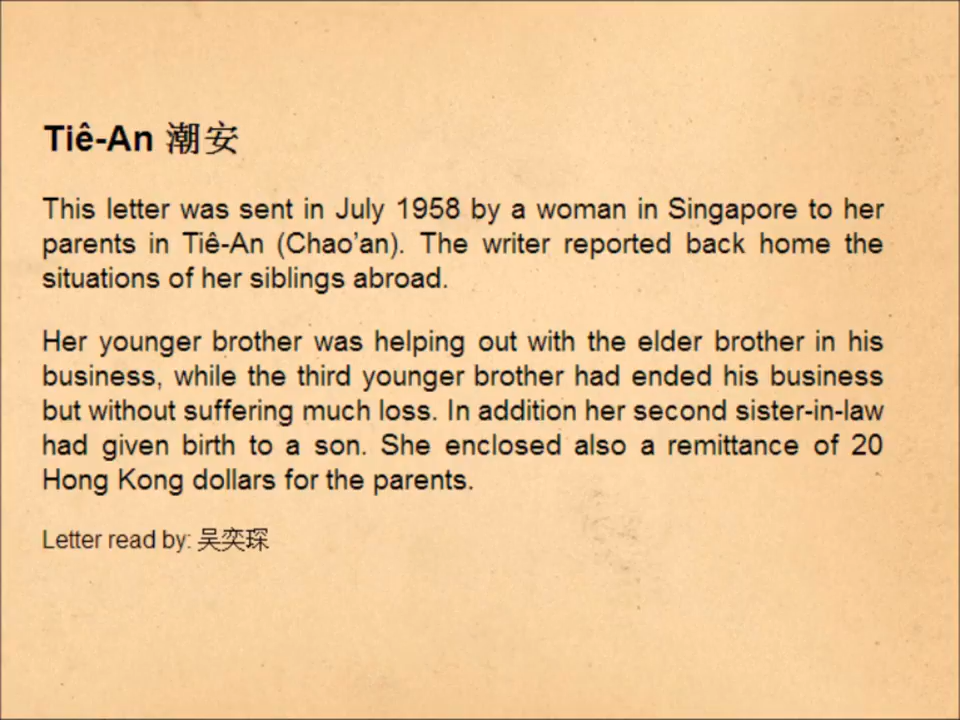 Tiê-An 潮安
This letter was sent in July 1958 by a woman in Singapore to her
parents in Tiê-An (Chao’an). The writer reported back home the
situations of her siblings abroad.
Her younger brother was helping out with the elder brother in his
business, while the third younger brother had ended his business
but without suffering much loss. In addition her second sister-in-law
had given birth to a son. She enclosed also a remittance of 20
Hong Kong dollars for the parents.
Letter read by: 吴奕琛